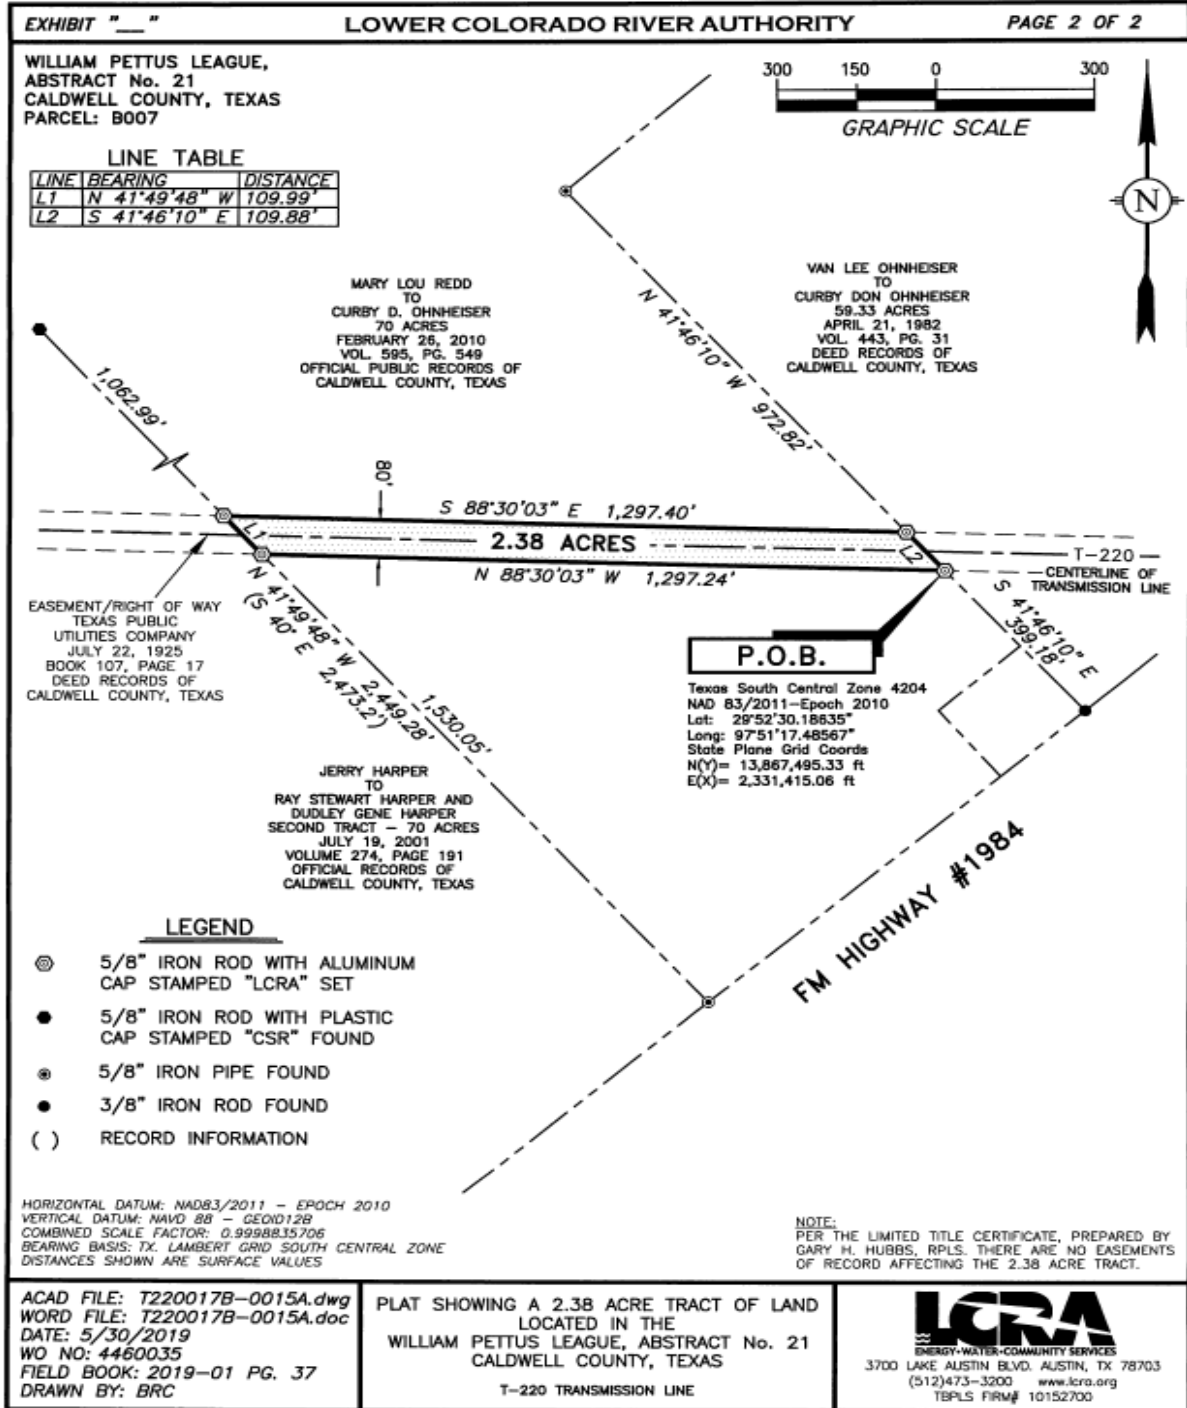 EXHIBIT "__"
LOWER COLORADO RIVER AUTHORITY
PAGE 2 OF 2
WILLIAM PETTUS LEAGUE,
ABSTRACT No. 21
CALDWELL COUNTY, TEXAS
PARCEL: B007
300 150 0 300
GRAPHIC SCALE
N
LINE TABLE
LINE BEARING DISTANCE
L1 N 41°49'48" W 109.99'
L2 S 41°46'10" E 109.88'
MARY LOU REDD
TO
CURBY D. OHNHEISER
70 ACRES
FEBRUARY 26, 2010
VOL. 595, PG. 549
OFFICIAL PUBLIC RECORDS OF
CALDWELL COUNTY, TEXAS
VAN LEE OHNHEISER
TO
CURBY DON OHNHEISER
59.33 ACRES
APRIL 21, 1982
VOL. 443, PG. 31
DEED RECORDS OF
CALDWELL COUNTY, TEXAS
N 41°46'10" W 972.82'
1,062.99'
80'
S 88°30'03" E 1,297.40'
L1
2.38 ACRES
L2
N 88°30'03" W 1,297.24'
T-220
CENTERLINE OF
TRANSMISSION LINE
S 41°46'10" E
399.18'
EASEMENT/RIGHT OF WAY
TEXAS PUBLIC
UTILITIES COMPANY
JULY 22, 1925
BOOK 107, PAGE 17
DEED RECORDS OF
CALDWELL COUNTY, TEXAS
N 41°49'48" W 2,449.28'
(S 40° E 2,473.2')
1,530.05'
P.O.B.
Texas South Central Zone 4204
NAD 83/2011-Epoch 2010
Lat: 29°52'30.18635"
Long: 97°51'17.48567"
State Plane Grid Coords
N(Y)= 13,867,495.33 ft
E(X)= 2,331,415.06 ft
JERRY HARPER
TO
RAY STEWART HARPER AND
DUDLEY GENE HARPER
SECOND TRACT - 70 ACRES
JULY 19, 2001
VOLUME 274, PAGE 191
OFFICIAL RECORDS OF
CALDWELL COUNTY, TEXAS
FM HIGHWAY #1984
LEGEND
5/8" IRON ROD WITH ALUMINUM
CAP STAMPED "LCRA" SET
5/8" IRON ROD WITH PLASTIC
CAP STAMPED "CSR" FOUND
5/8" IRON PIPE FOUND
3/8" IRON ROD FOUND
( ) RECORD INFORMATION
HORIZONTAL DATUM: NAD83/2011 - EPOCH 2010
VERTICAL DATUM: NAVD 88 - GEOID12B
COMBINED SCALE FACTOR: 0.9998835706
BEARING BASIS: TX. LAMBERT GRID SOUTH CENTRAL ZONE
DISTANCES SHOWN ARE SURFACE VALUES
NOTE:
PER THE LIMITED TITLE CERTIFICATE, PREPARED BY
GARY H. HUBBS, RPLS. THERE ARE NO EASEMENTS
OF RECORD AFFECTING THE 2.38 ACRE TRACT.
ACAD FILE: T220017B-0015A.dwg
WORD FILE: T220017B-0015A.doc
DATE: 5/30/2019
WO NO: 4460035
FIELD BOOK: 2019-01 PG. 37
DRAWN BY: BRC
PLAT SHOWING A 2.38 ACRE TRACT OF LAND
LOCATED IN THE
WILLIAM PETTUS LEAGUE, ABSTRACT No. 21
CALDWELL COUNTY, TEXAS
T-220 TRANSMISSION LINE
LCRA
ENERGY•WATER•COMMUNITY SERVICES
3700 LAKE AUSTIN BLVD. AUSTIN, TX 78703
(512)473-3200 www.lcra.org
TBPLS FIRM# 10152700